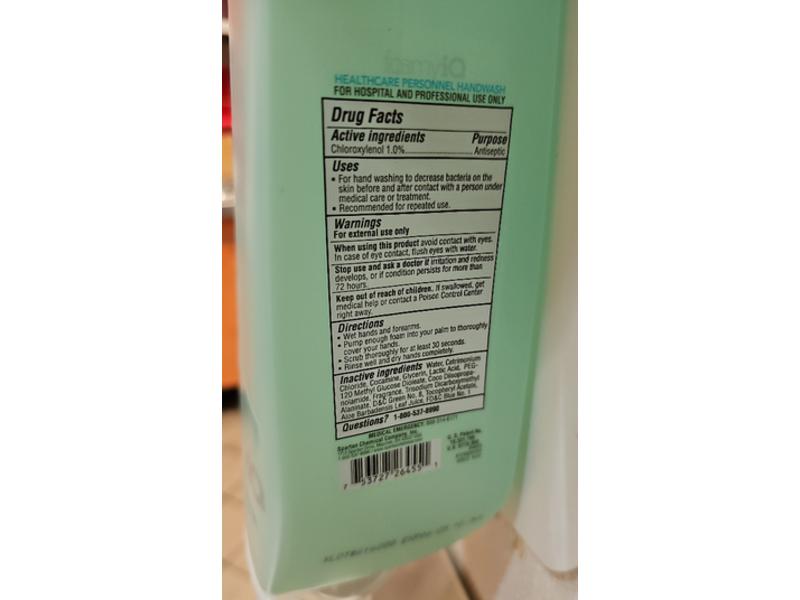 HEALTHCARE PERSONNEL HANDWASH
FOR HOSPITAL AND PROFESSIONAL USE ONLY
Drug Facts
Active ingredients Purpose
Chloroxylenol 1.0% Antiseptic
Uses
• For hand washing to decrease bacteria on the
skin before and after contact with a person under
medical care or treatment.
• Recommended for repeated use.
Warnings
For external use only
When using this product avoid contact with eyes.
In case of eye contact, flush eyes with water.
Stop use and ask a doctor if irritation and redness
develops, or if condition persists for more than
72 hours.
Keep out of reach of children. If swallowed, get
medical help or contact a Poison Control Center
right away.
Directions
• Wet hands and forearms.
• Pump enough foam into your palm to thoroughly
cover your hands.
• Scrub thoroughly for at least 30 seconds.
• Rinse well and dry hands completely.
Inactive ingredients Water, Cetrimonium
Chloride, Cocamine, Glycerin, Lactic Acid, PEG-
120 Methyl Glucose Dioleate, Coco Diisopropa-
nolamide, Fragrance, Trisodium Dicarboxymethyl
Alaninate, D&C Green No. 8, Tocopheryl Acetate,
Aloe Barbadensis Leaf Juice, FD&C Blue No. 1
Questions? 1-800-537-8990
MEDICAL EMERGENCY:
Spartan Chemical Company, Inc.
U.S. Patent No.
7 53727 26455 1